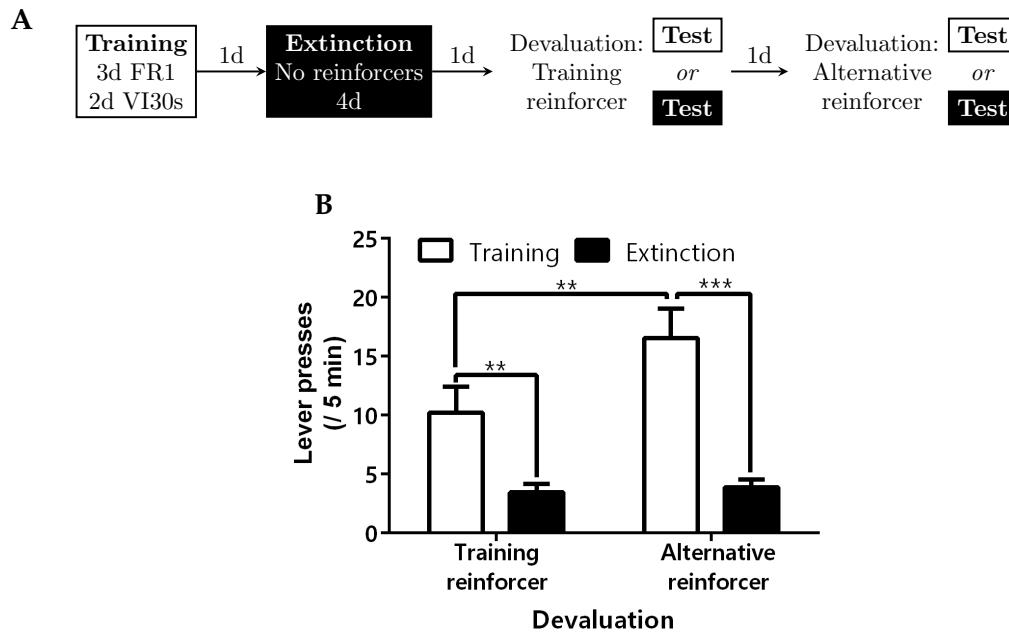 A
Training
3d FR1
2d VI30s
1d
Extinction
No reinforcers
4d
1d
Devaluation:
Training
reinforcer
Test
or
Test
1d
Devaluation:
Alternative
reinforcer
Test
or
Test
B
Training
Extinction
Lever presses
(/ 5 min)
25
20
15
10
5
0
**
**
***
Training
reinforcer
Alternative
reinforcer
Devaluation